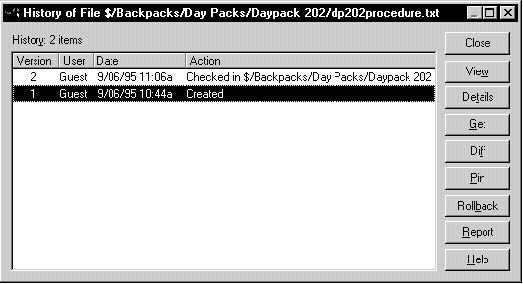 History of File $/Backpacks/Day Packs/Daypack 202/dp202procedure.txt
History: 2 items
Version User Date Action
2 Guest 9/06/95 11:06a Checked in $/Backpacks/Day Packs/Daypack 202
1 Guest 9/06/95 10:44a Created
Close
View
Details
Get
Diff
Pin
Rollback
Report
Help